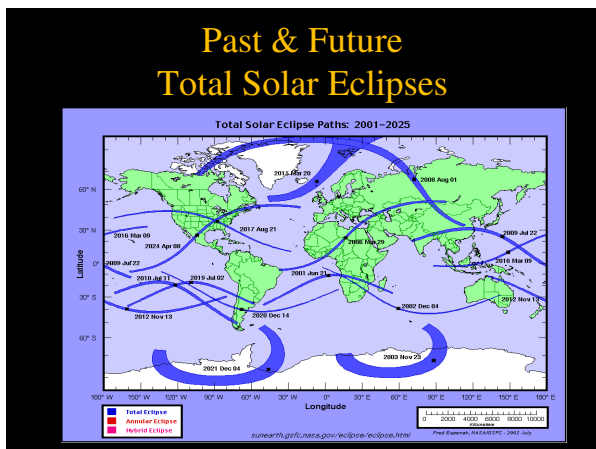 Past & Future
Total Solar Eclipses
Total Solar Eclipse Paths: 2001-2025
2015 Mar 20
2008 Aug 01
60° N
2016 Mar 09
2017 Aug 21
2006 Mar 29
2009 Jul 22
30° N
2024 Apr 08
2009 Jul 22
2016 Mar 09
0°
2010 Jul 11
2019 Jul 02
2001 Jun 21
30° S
2012 Nov 13
2020 Dec 14
2002 Dec 04
2012 Nov 13
60° S
2021 Dec 04
2003 Nov 23
Latitude
180° W
150° W
120° W
90° W
60° W
30° W
0°
30° E
60° E
90° E
120° E
150° E
180° E
Longitude
Total Eclipse
Annular Eclipse
Hybrid Eclipse
0 2000 4000 6000 8000 10000
Kilometers
sunearth.gsfc.nasa.gov/eclipse/eclipse.html
Fred Espenak, NASA/GSFC - 2002 July